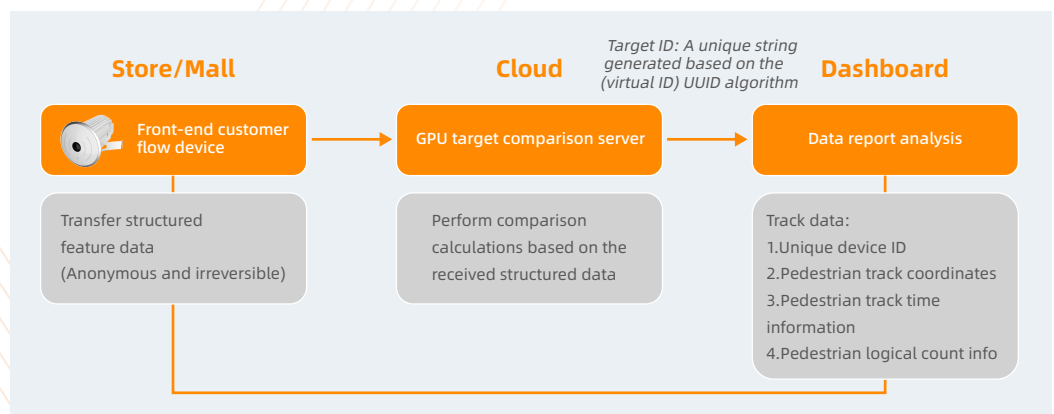 Store/Mall
Cloud
Target ID: A unique string
generated based on the
(virtual ID) UUID algorithm
Dashboard
Front-end customer
flow device
GPU target comparison server
Data report analysis
Transfer structured
feature data
(Anonymous and irreversible)
Perform comparison
calculations based on the
received structured data
Track data:
1.Unique device ID
2.Pedestrian track coordinates
3.Pedestrian track time
information
4.Pedestrian logical count info